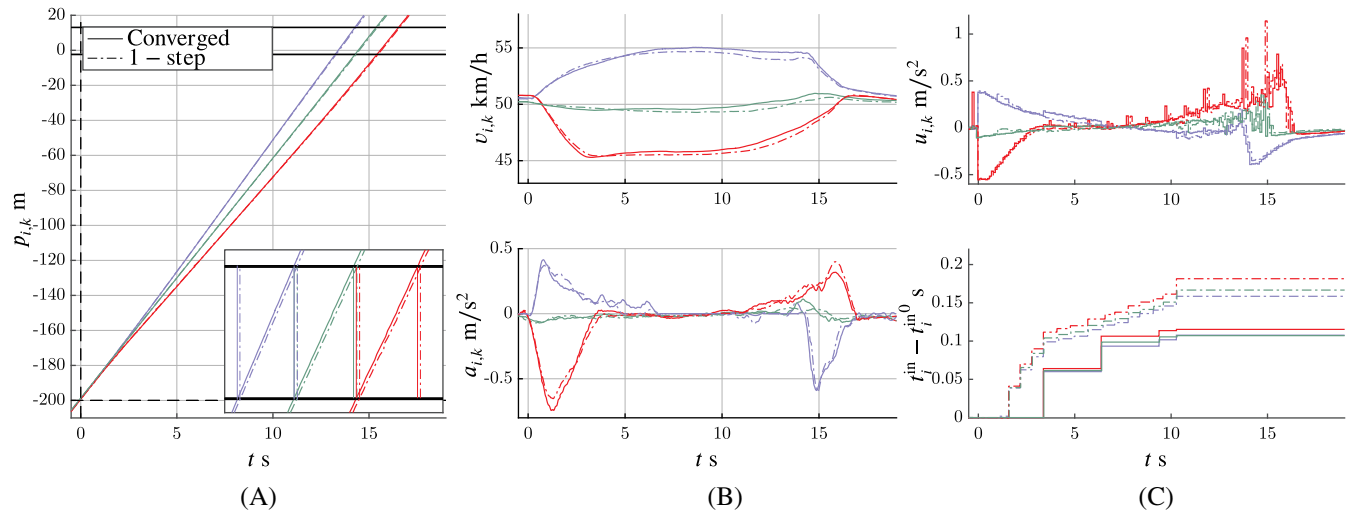 20
0
-20
-40
-60
-80
-100
-120
-140
-160
-180
-200
p_{i,k} m
Converged
1 − step
0 5 10 15
t s
(A)
55
50
45
v_{i,k} km/h
0 5 10 15
0.5
0
-0.5
a_{i,k} m/s²
0 5 10 15
t s
(B)
1
0.5
0
-0.5
u_{i,k} m/s²
0 5 10 15
0.2
0.15
0.1
0.05
0
t_i^{in} − t_i^{in^0} s
0 5 10 15
t s
(C)